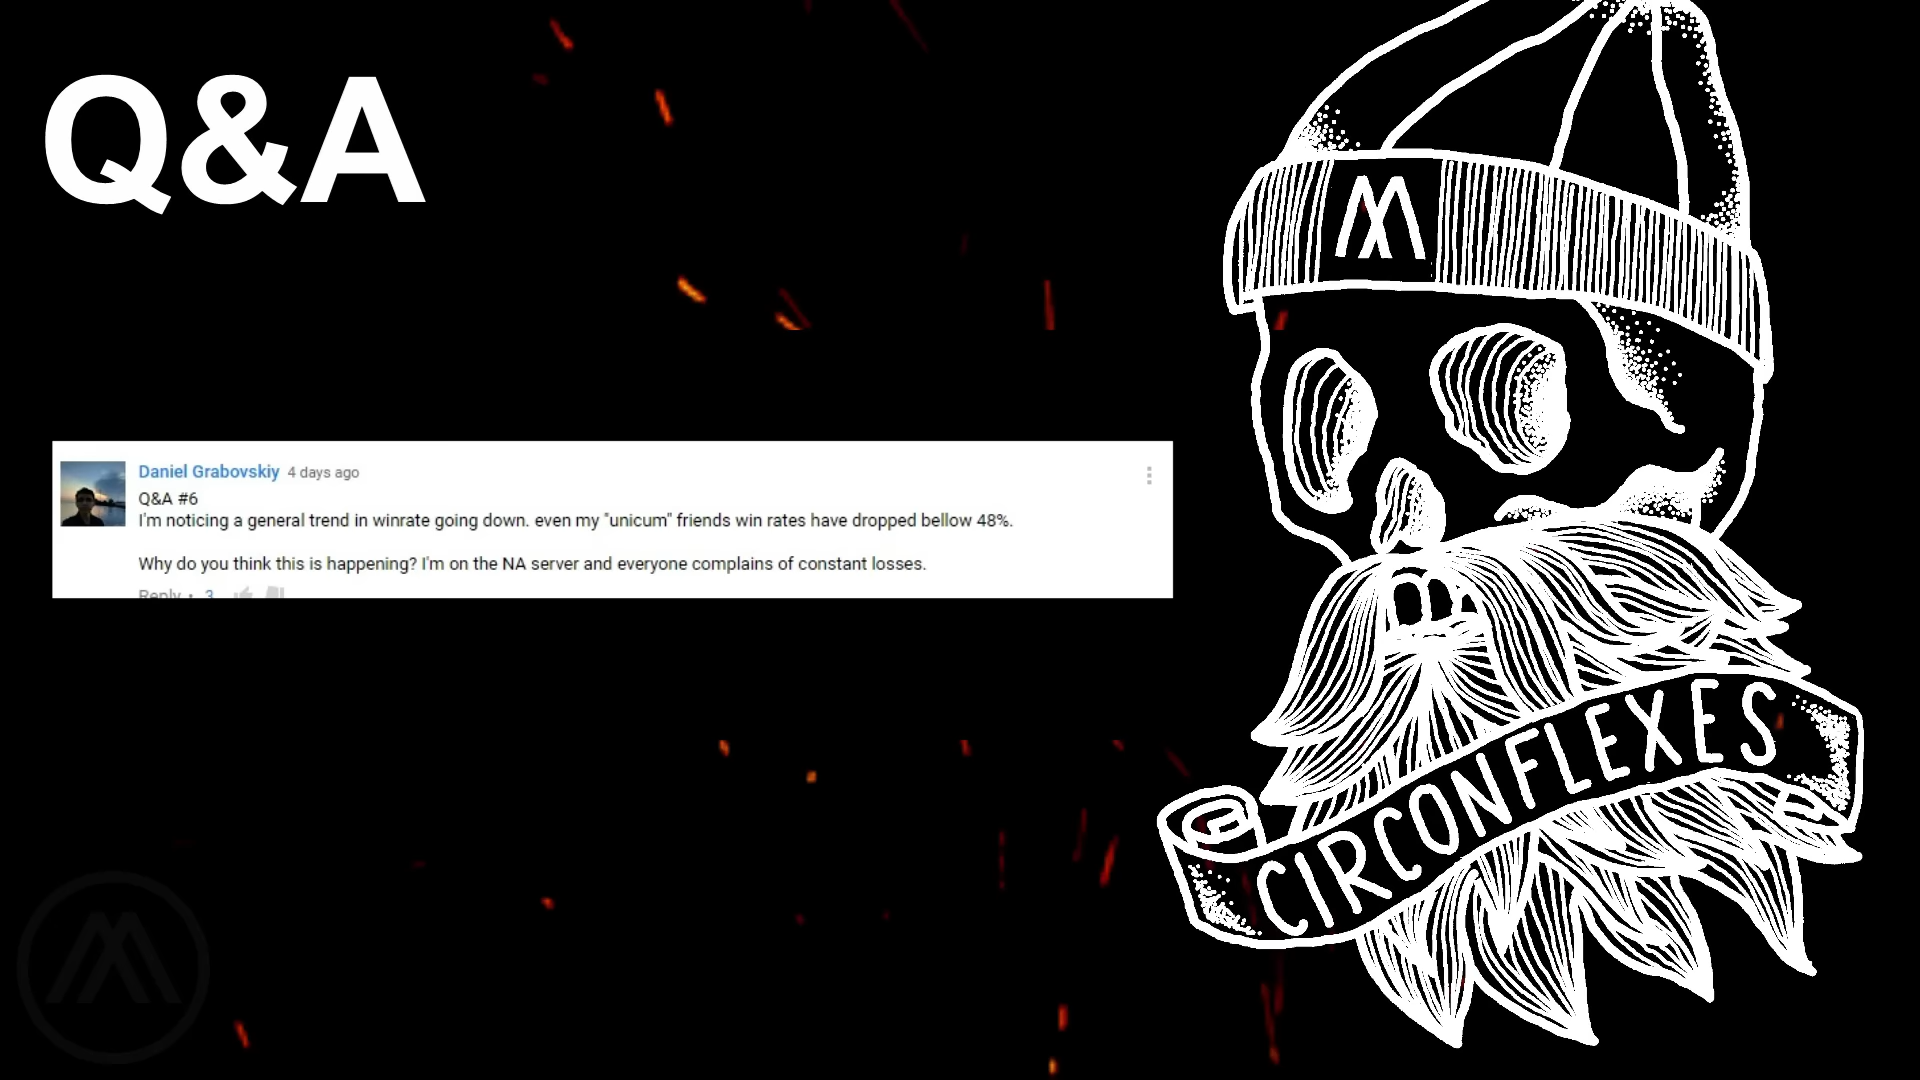 Q&A
Daniel Grabovskiy 4 days ago
Q&A #6
I'm noticing a general trend in winrate going down. even my "unicum" friends win rates have dropped bellow 48%.
Why do you think this is happening? I'm on the NA server and everyone complains of constant losses.
Reply • 3
CIRCONFLEXES